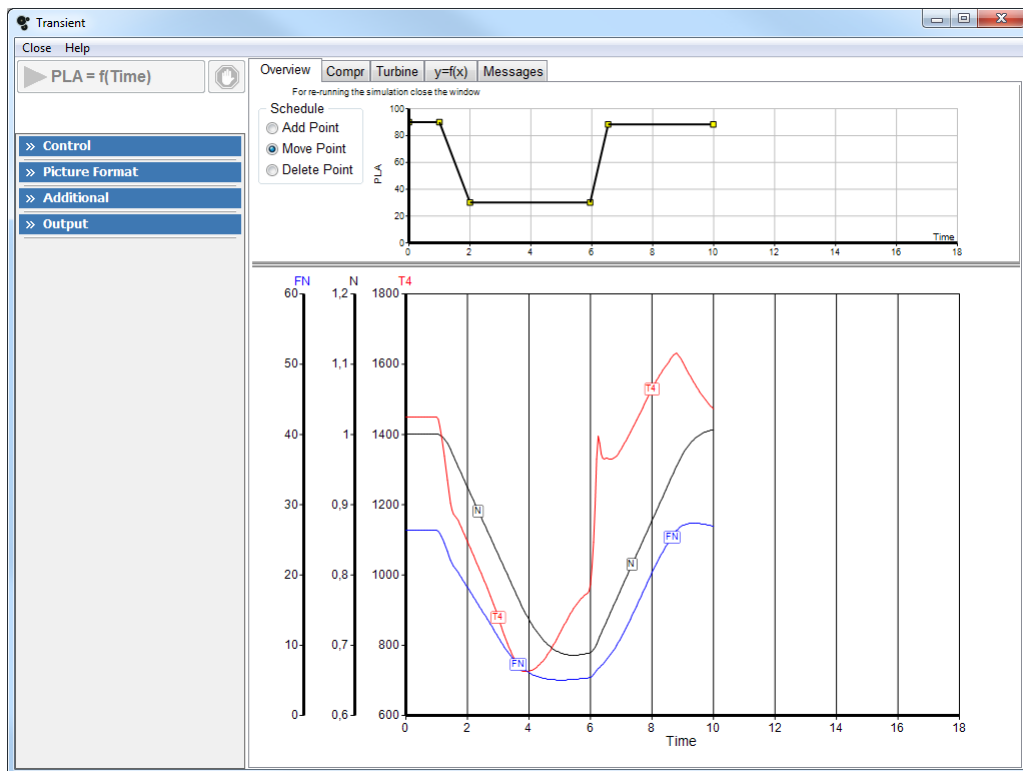 Transient
Close Help
PLA = f(Time)
Overview Compr Turbine y=f(x) Messages
For re-running the simulation close the window
Schedule
Add Point
Move Point
Delete Point
» Control
» Picture Format
» Additional
» Output
PLA
100
80
60
40
20
0
0 2 4 6 8 10 12 14 16 18
Time
FN N T4
60 1,2 1800
50 1,1 1600
40 1 1400
30 0,9 1200
20 0,8 1000
10 0,7 800
0 0,6 600
T4
N
N
FN
T4
FN
0 2 4 6 8 10 12 14 16 18
Time